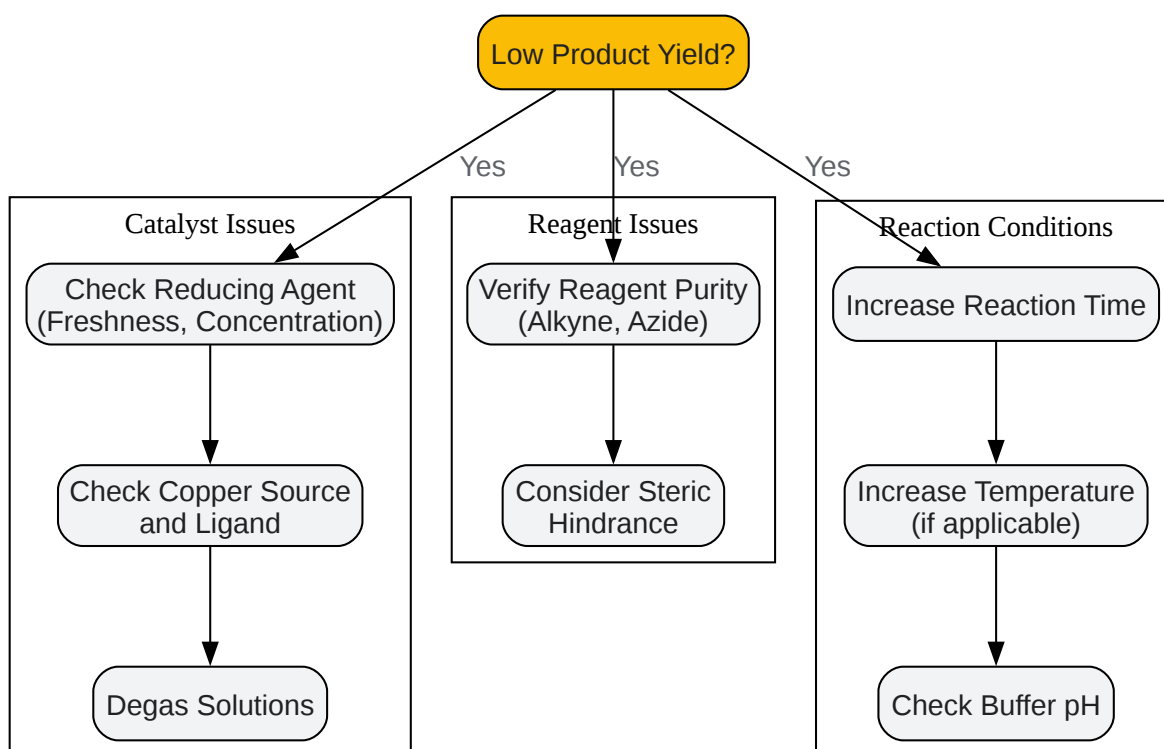 Low Product Yield?
Yes
Yes
Yes
Catalyst Issues
Check Reducing Agent
(Freshness, Concentration)
Check Copper Source
and Ligand
Degas Solutions
Reagent Issues
Verify Reagent Purity
(Alkyne, Azide)
Consider Steric
Hindrance
Reaction Conditions
Increase Reaction Time
Increase Temperature
(if applicable)
Check Buffer pH